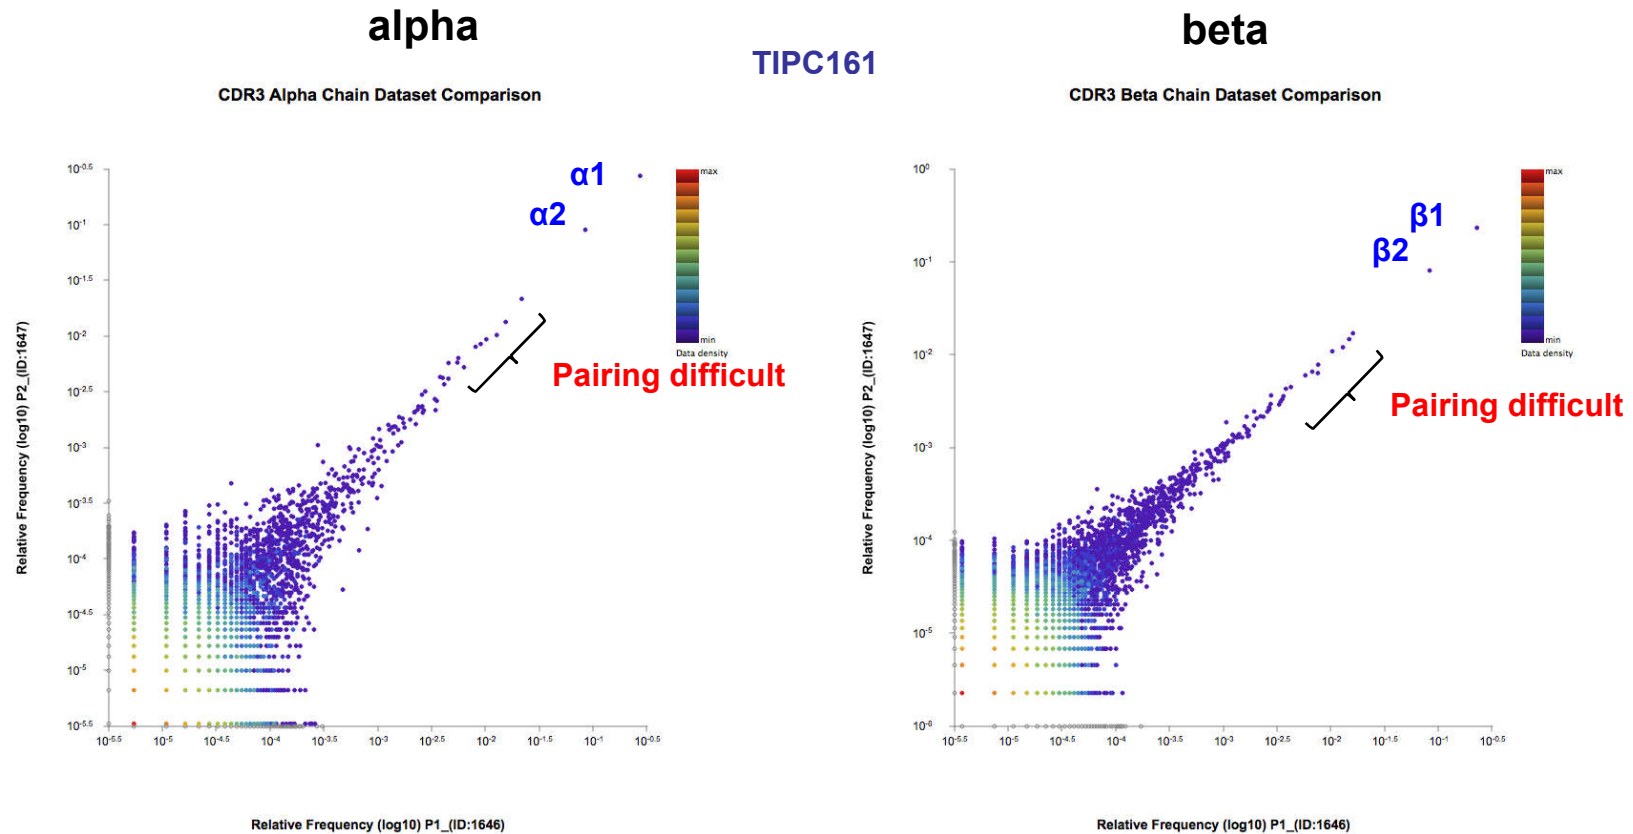 alpha
beta
TIPC161
CDR3 Alpha Chain Dataset Comparison
Relative Frequency (log10) P2_(ID:1647)
10^-0.5
10^-1
10^-1.5
10^-2
10^-2.5
10^-3
10^-3.5
10^-4
10^-4.5
10^-5
10^-5.5
α1
α2
max
min
Data density
Pairing difficult
10^-5.5 10^-5 10^-4.5 10^-4 10^-3.5 10^-3 10^-2.5 10^-2 10^-1.5 10^-1 10^-0.5
Relative Frequency (log10) P1_(ID:1646)
CDR3 Beta Chain Dataset Comparison
Relative Frequency (log10) P2_(ID:1647)
10^0
10^-1
10^-2
10^-3
10^-4
10^-5
10^-6
β1
β2
max
min
Data density
Pairing difficult
10^-5.5 10^-5 10^-4.5 10^-4 10^-3.5 10^-3 10^-2.5 10^-2 10^-1.5 10^-1 10^-0.5
Relative Frequency (log10) P1_(ID:1646)